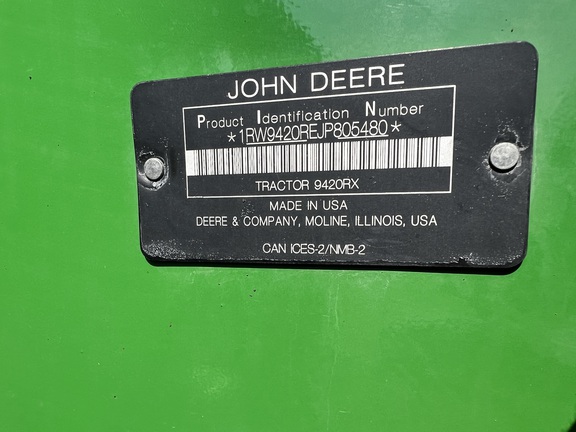 JOHN DEERE
Product Identification Number
*1RW9420REJP805480*
TRACTOR 9420RX
MADE IN USA
DEERE & COMPANY, MOLINE, ILLINOIS, USA
CAN ICES-2/NMB-2